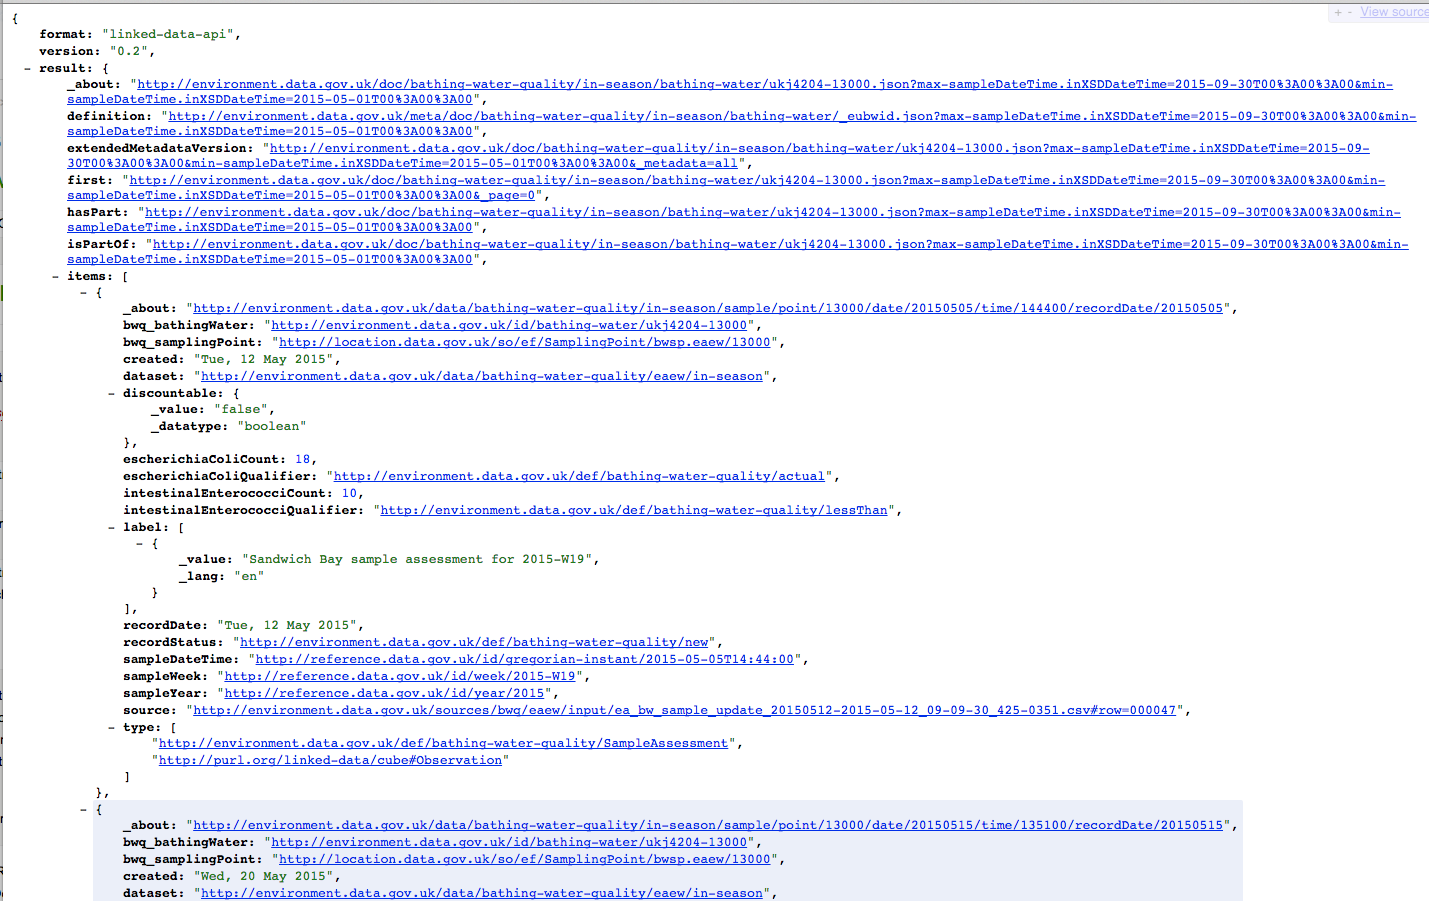 + - View source
{
format: "linked-data-api",
version: "0.2",
- result: {
_about: "http://environment.data.gov.uk/doc/bathing-water-quality/in-season/bathing-water/ukj4204-13000.json?max-sampleDateTime.inXSDDateTime=2015-09-30T00%3A00%3A00&min-
sampleDateTime.inXSDDateTime=2015-05-01T00%3A00%3A00",
definition: "http://environment.data.gov.uk/meta/doc/bathing-water-quality/in-season/bathing-water/_eubwid.json?max-sampleDateTime.inXSDDateTime=2015-09-30T00%3A00%3A00&min-
sampleDateTime.inXSDDateTime=2015-05-01T00%3A00%3A00",
extendedMetadataVersion: "http://environment.data.gov.uk/doc/bathing-water-quality/in-season/bathing-water/ukj4204-13000.json?max-sampleDateTime.inXSDDateTime=2015-09-
30T00%3A00%3A00&min-sampleDateTime.inXSDDateTime=2015-05-01T00%3A00%3A00&_metadata=all",
first: "http://environment.data.gov.uk/doc/bathing-water-quality/in-season/bathing-water/ukj4204-13000.json?max-sampleDateTime.inXSDDateTime=2015-09-30T00%3A00%3A00&min-
sampleDateTime.inXSDDateTime=2015-05-01T00%3A00%3A00&_page=0",
hasPart: "http://environment.data.gov.uk/doc/bathing-water-quality/in-season/bathing-water/ukj4204-13000.json?max-sampleDateTime.inXSDDateTime=2015-09-30T00%3A00%3A00&min-
sampleDateTime.inXSDDateTime=2015-05-01T00%3A00%3A00",
isPartOf: "http://environment.data.gov.uk/doc/bathing-water-quality/in-season/bathing-water/ukj4204-13000.json?max-sampleDateTime.inXSDDateTime=2015-09-30T00%3A00%3A00&min-
sampleDateTime.inXSDDateTime=2015-05-01T00%3A00%3A00",
- items: [
- {
_about: "http://environment.data.gov.uk/data/bathing-water-quality/in-season/sample/point/13000/date/20150505/time/144400/recordDate/20150505",
bwq_bathingWater: "http://environment.data.gov.uk/id/bathing-water/ukj4204-13000",
bwq_samplingPoint: "http://location.data.gov.uk/so/ef/SamplingPoint/bwsp.eaew/13000",
created: "Tue, 12 May 2015",
dataset: "http://environment.data.gov.uk/data/bathing-water-quality/eaew/in-season",
- discountable: {
_value: "false",
_datatype: "boolean"
},
escherichiaColiCount: 18,
escherichiaColiQualifier: "http://environment.data.gov.uk/def/bathing-water-quality/actual",
intestinalEnterococciCount: 10,
intestinalEnterococciQualifier: "http://environment.data.gov.uk/def/bathing-water-quality/lessThan",
- label: [
- {
_value: "Sandwich Bay sample assessment for 2015-W19",
_lang: "en"
}
],
recordDate: "Tue, 12 May 2015",
recordStatus: "http://environment.data.gov.uk/def/bathing-water-quality/new",
sampleDateTime: "http://reference.data.gov.uk/id/gregorian-instant/2015-05-05T14:44:00",
sampleWeek: "http://reference.data.gov.uk/id/week/2015-W19",
sampleYear: "http://reference.data.gov.uk/id/year/2015",
source: "http://environment.data.gov.uk/sources/bwq/eaew/input/ea_bw_sample_update_20150512-2015-05-12_09-09-30_425-0351.csv#row=000047",
- type: [
"http://environment.data.gov.uk/def/bathing-water-quality/SampleAssessment",
"http://purl.org/linked-data/cube#Observation"
]
},
- {
_about: "http://environment.data.gov.uk/data/bathing-water-quality/in-season/sample/point/13000/date/20150515/time/135100/recordDate/20150515",
bwq_bathingWater: "http://environment.data.gov.uk/id/bathing-water/ukj4204-13000",
bwq_samplingPoint: "http://location.data.gov.uk/so/ef/SamplingPoint/bwsp.eaew/13000",
created: "Wed, 20 May 2015",
dataset: "http://environment.data.gov.uk/data/bathing-water-quality/eaew/in-season",